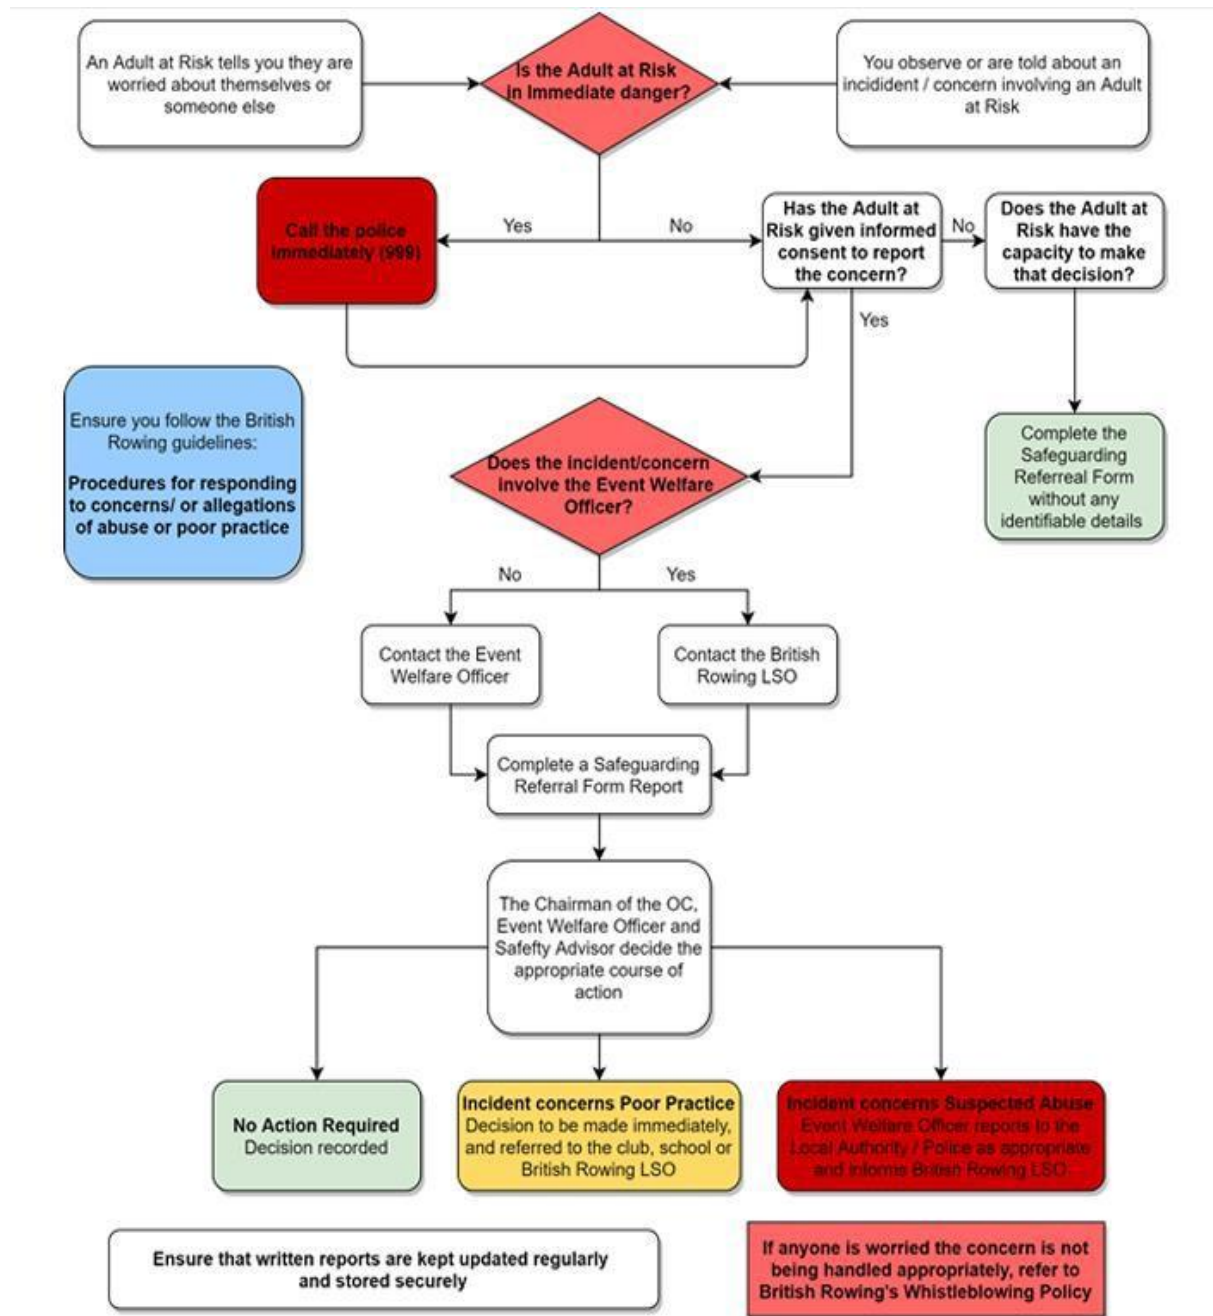 An Adult at Risk tells you they are
worried about themselves or
someone else
Is the Adult at Risk
in Immediate danger?
You observe or are told about an
incidident / concern involving an Adult
at Risk
Call the police
immediately (999)
Yes
No
Has the Adult at
Risk given informed
consent to report
the concern?
No
Does the Adult at
Risk have the
capacity to make
that decision?
Yes
Ensure you follow the British
Rowing guidelines:
Procedures for responding
to concerns/ or allegations
of abuse or poor practice
Does the incident/concern
involve the Event Welfare
Officer?
Complete the
Safeguarding
Referreal Form
without any
identifiable details
No
Yes
Contact the Event
Welfare Officer
Contact the British
Rowing LSO
Complete a Safeguarding
Referral Form Report
The Chairman of the OC,
Event Welfare Officer and
Safefty Advisor decide the
appropriate course of
action
No Action Required
Decision recorded
Incident concerns Poor Practice
Decision to be made immediately,
and referred to the club, school or
British Rowing LSO
Incident concerns Suspected Abuse
Event Welfare Officer reports to the
Local Authority / Police as appropriate
and informs British Rowing LSO
Ensure that written reports are kept updated regularly
and stored securely
If anyone is worried the concern is not
being handled appropriately, refer to
British Rowing's Whistleblowing Policy